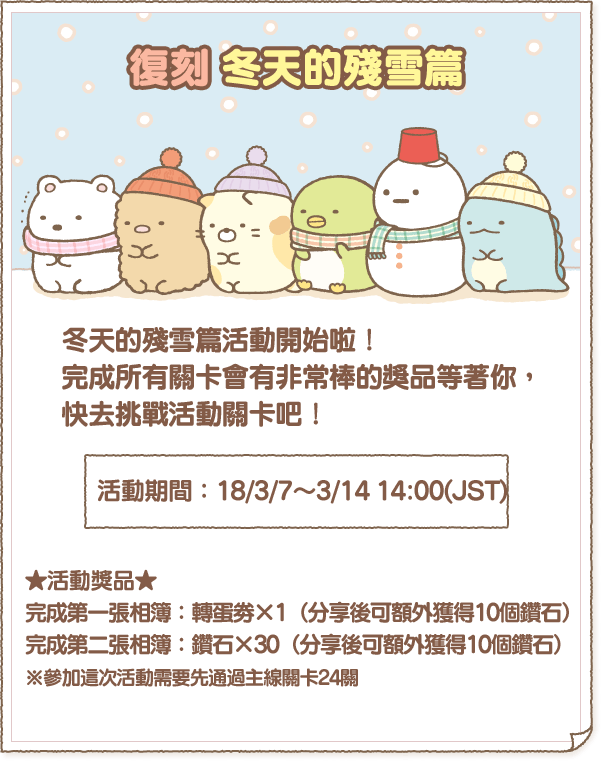 復刻 冬天的殘雪篇
冬天的殘雪篇活動開始啦！
完成所有關卡會有非常棒的獎品等著你，
快去挑戰活動關卡吧！
活動期間：18/3/7～3/14 14:00(JST)
★活動獎品★
完成第一張相簿：轉蛋券×1（分享後可額外獲得10個鑽石）
完成第二張相簿：鑽石×30（分享後可額外獲得10個鑽石）
※參加這次活動需要先通過主線關卡24關